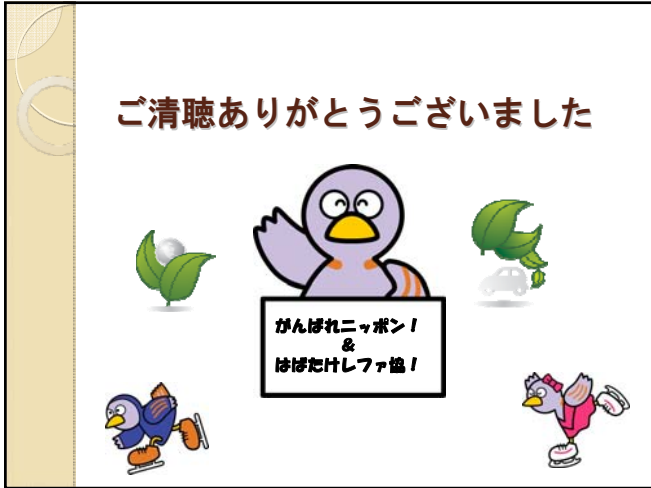 ご清聴ありがとうございました
がんばれニッポン！
&
はばたけレファ協！